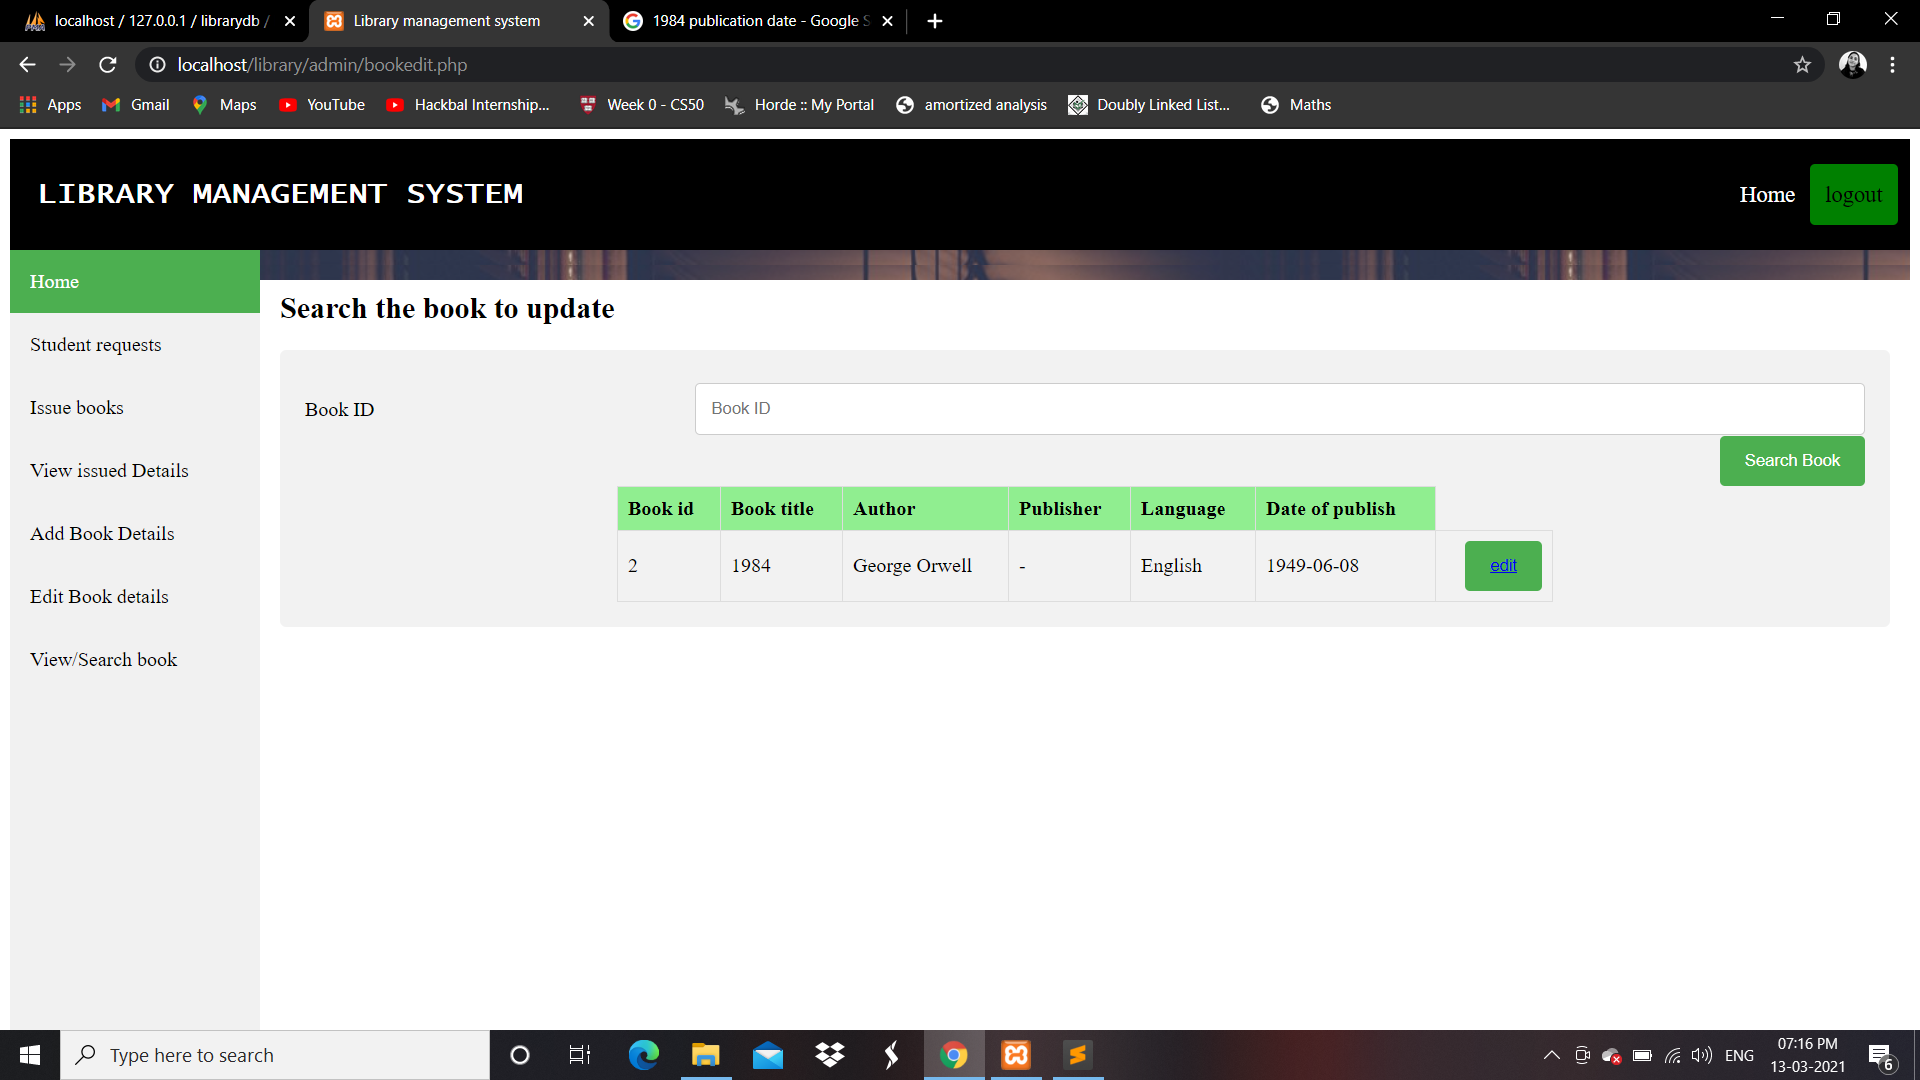 localhost / 127.0.0.1 / librarydb /
Library management system
1984 publication date - Google S
localhost/library/admin/bookedit.php
Apps
Gmail
Maps
YouTube
Hackbal Internship...
Week 0 - CS50
Horde :: My Portal
amortized analysis
Doubly Linked List...
Maths
LIBRARY MANAGEMENT SYSTEM
Home
logout
Home
Student requests
Issue books
View issued Details
Add Book Details
Edit Book details
View/Search book
Search the book to update
Book ID
Book ID
Search Book
Book id Book title Author Publisher Language Date of publish
2 1984 George Orwell - English 1949-06-08 edit
Type here to search
ENG
07:16 PM
13-03-2021
6